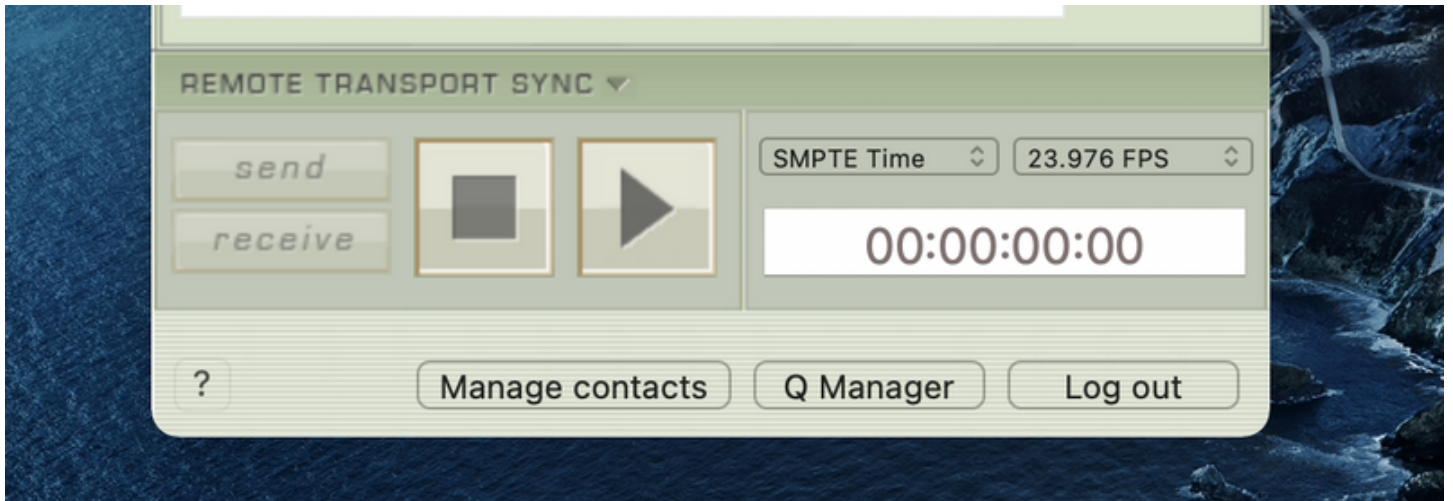 REMOTE TRANSPORT SYNC
send
receive
SMPTE Time
23.976 FPS
00:00:00:00
?
Manage contacts
Q Manager
Log out